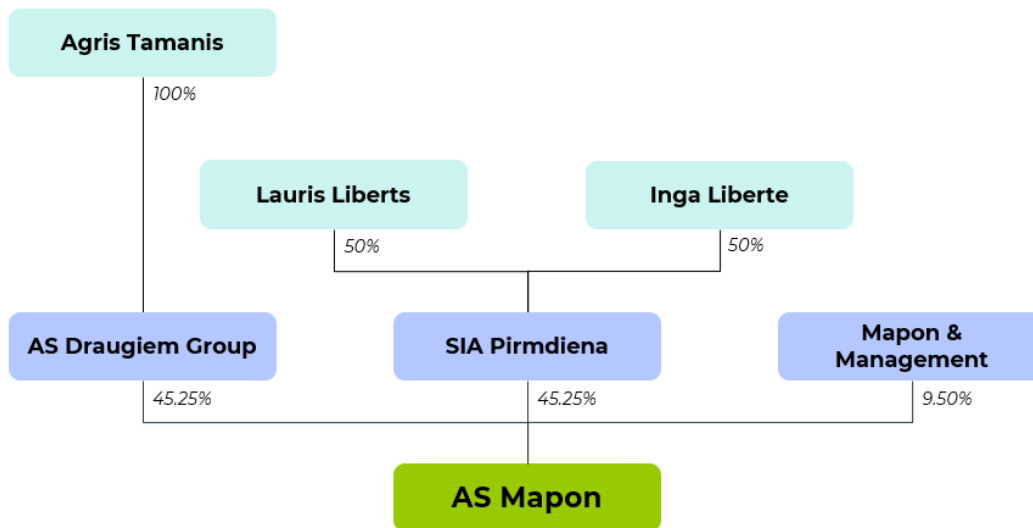 Agris Tamanis
100%
Lauris Liberts
Inga Liberte
50%
50%
AS Draugiem Group
SIA Pirmdiena
Mapon &
Management
45.25%
45.25%
9.50%
AS Mapon